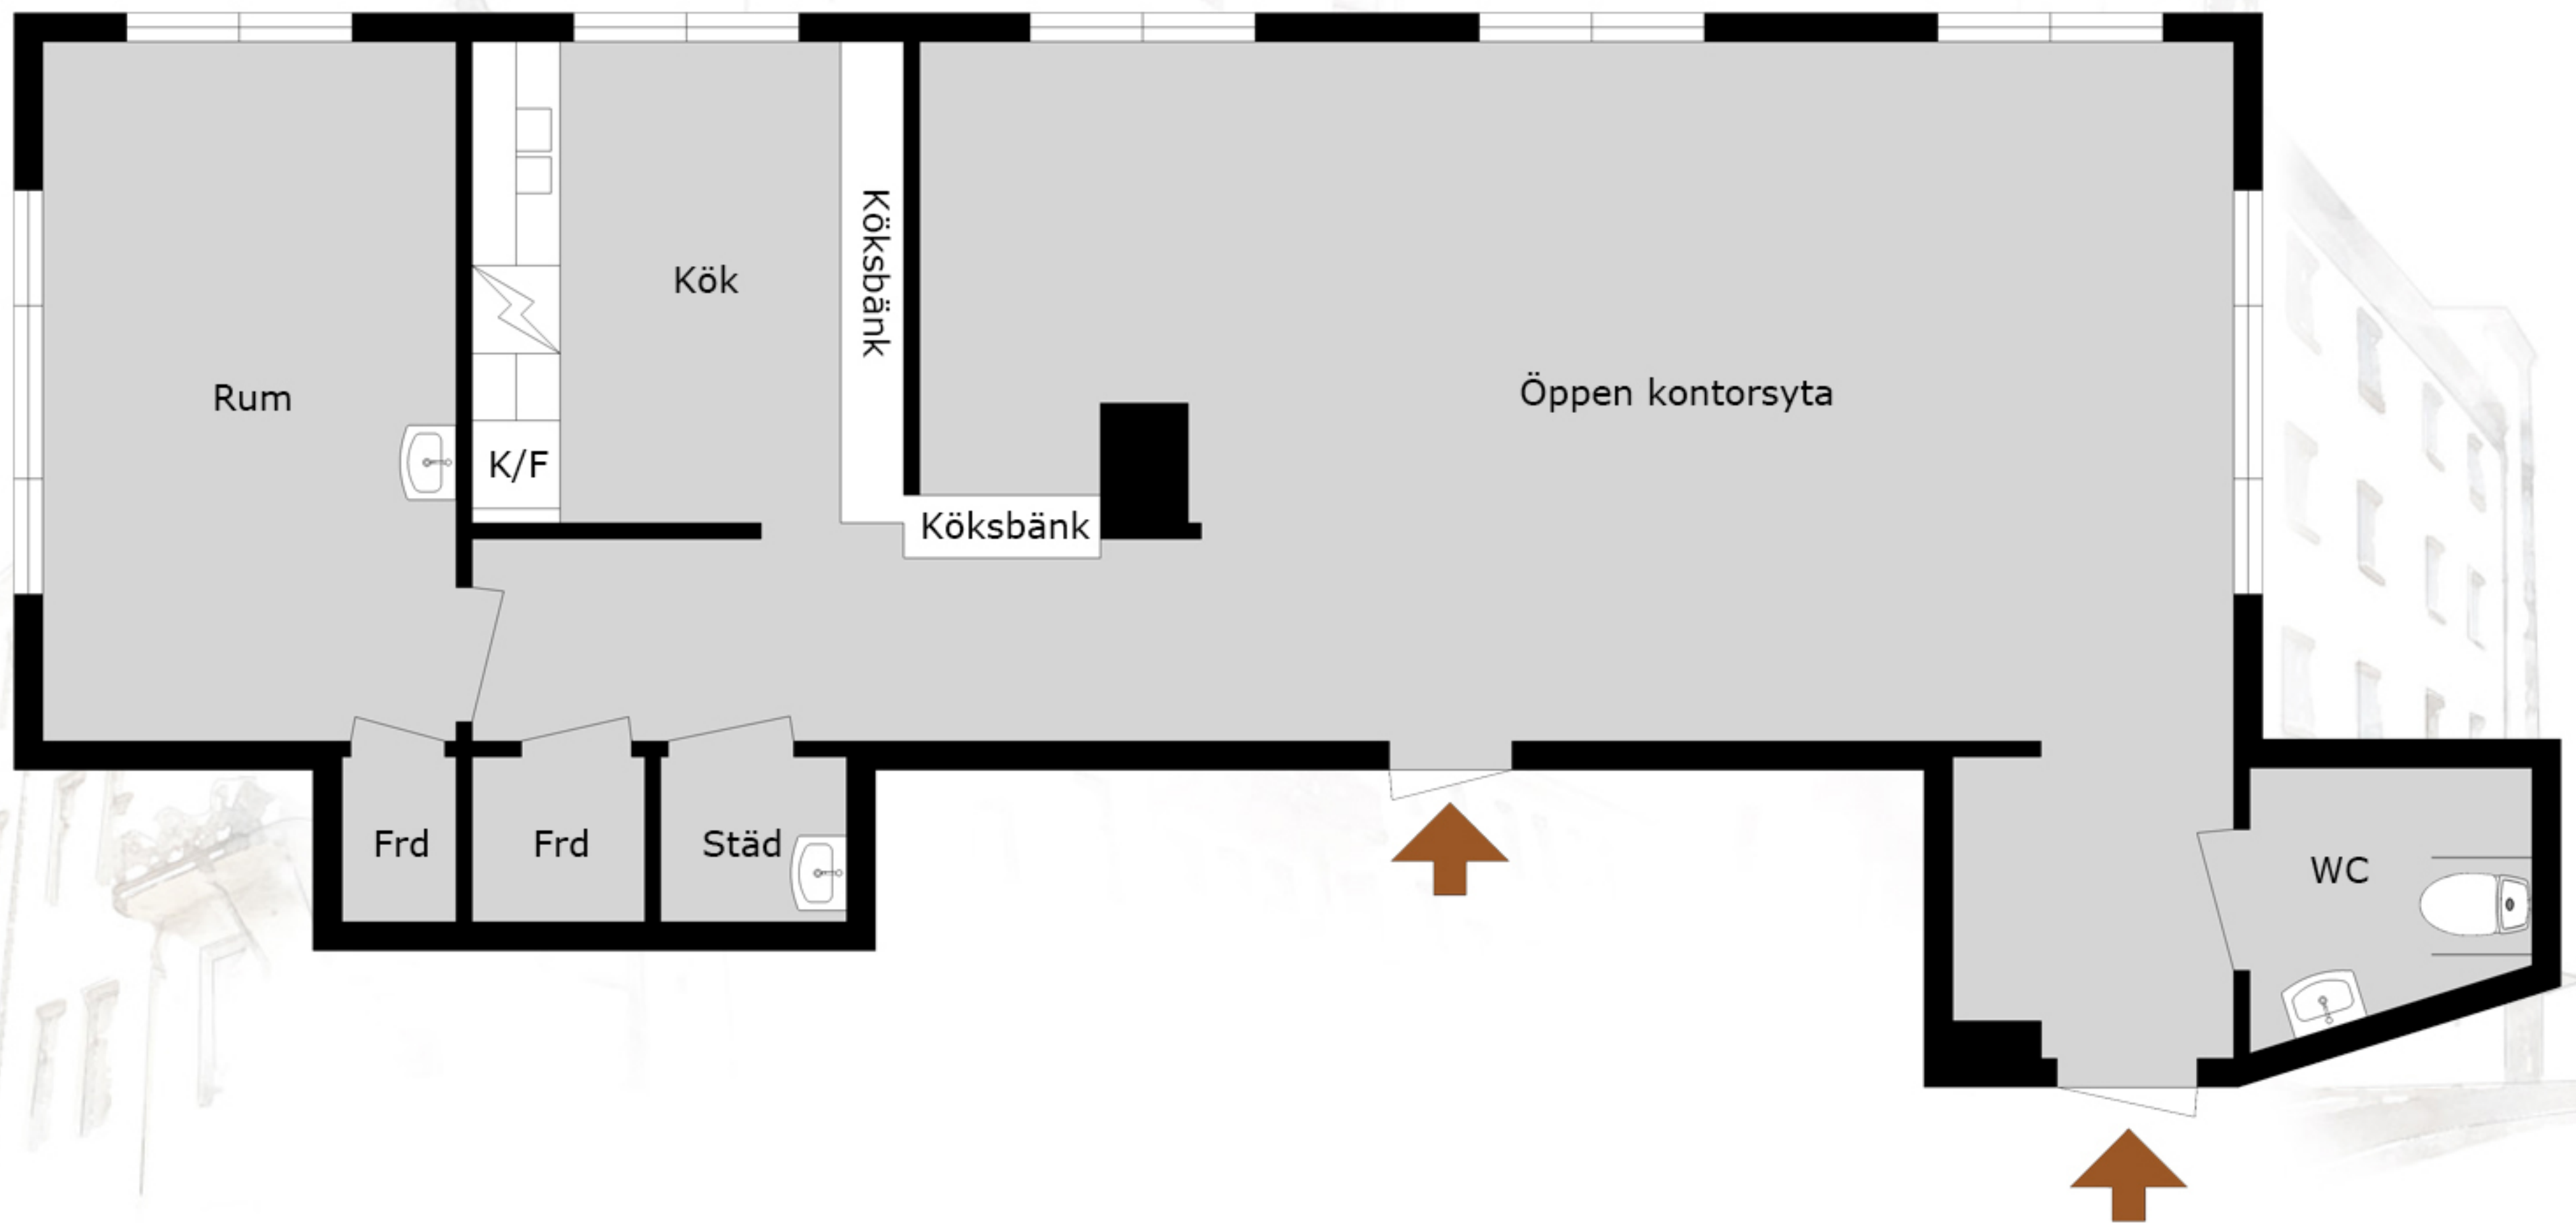 Kök
Köksbänk
Rum
Öppen kontorsyta
K/F
Köksbänk
Frd
Frd
Städ
WC